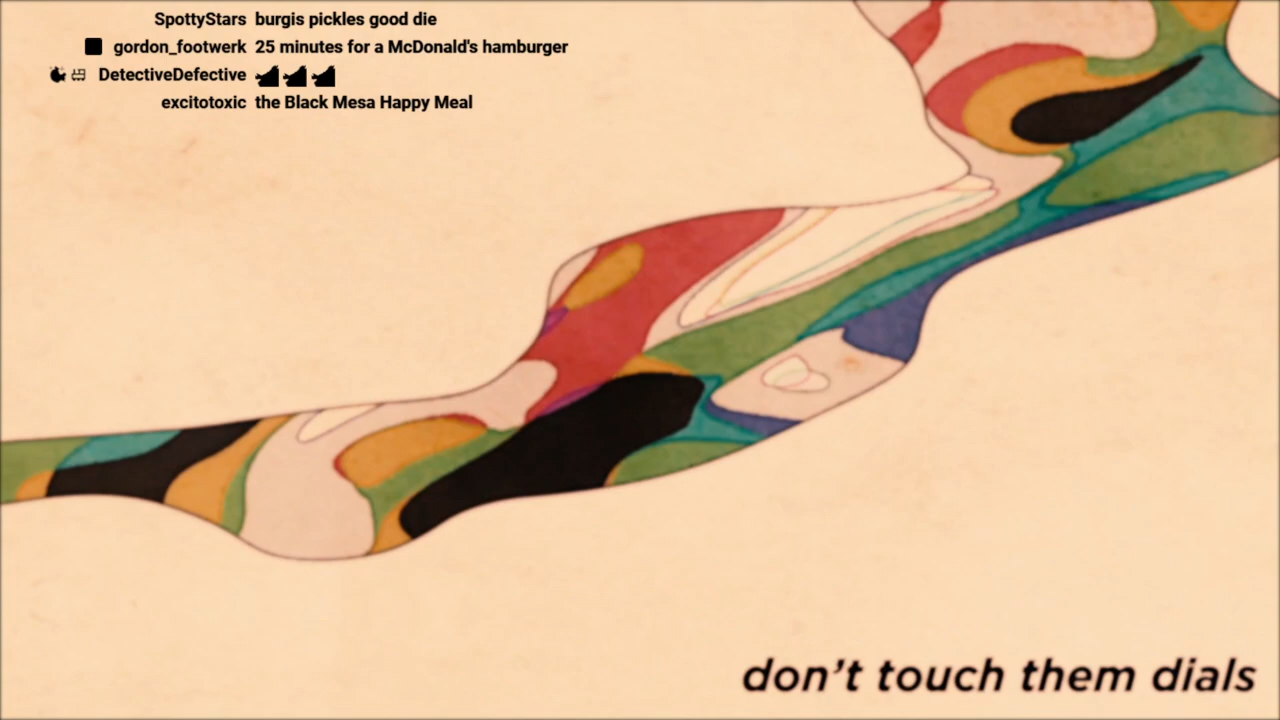 SpottyStars burgis pickles good die
gordon_footwerk 25 minutes for a McDonald's hamburger
DetectiveDefective
excitotoxic the Black Mesa Happy Meal
don't touch them dials